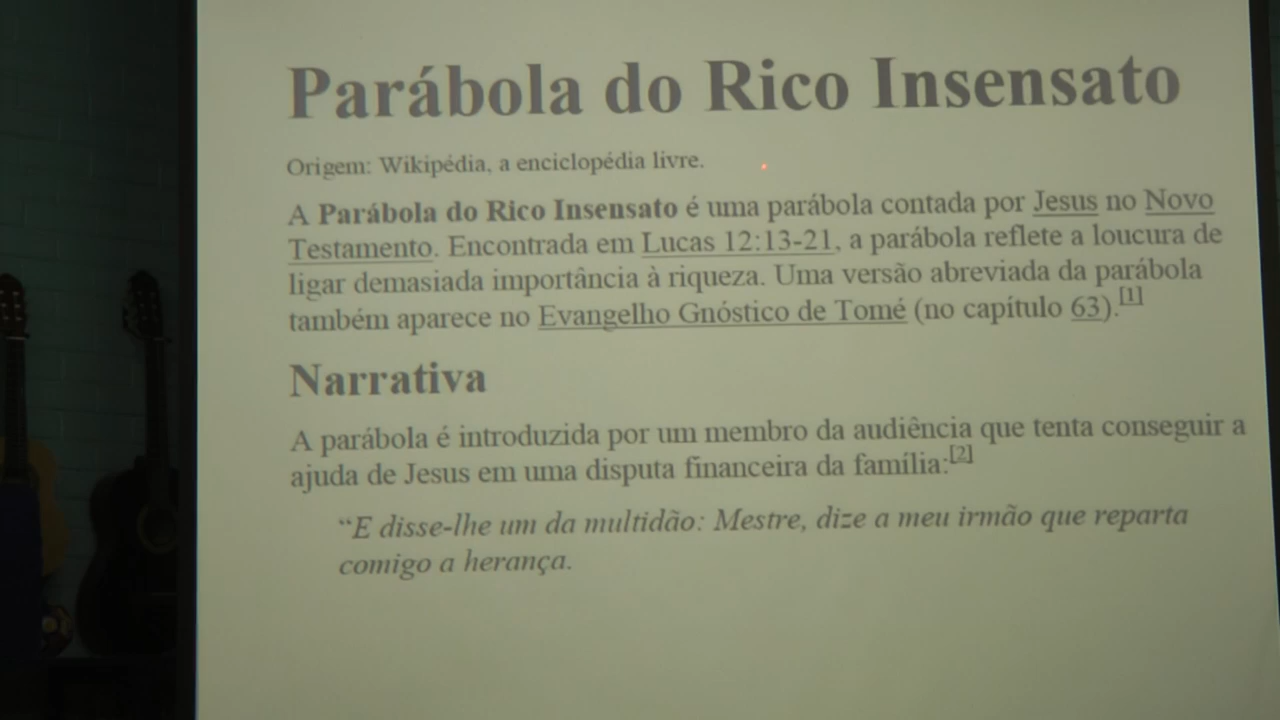 Parábola do Rico Insensato
Origem: Wikipédia, a enciclopédia livre.
A Parábola do Rico Insensato é uma parábola contada por Jesus no Novo
Testamento. Encontrada em Lucas 12:13-21, a parábola reflete a loucura de
ligar demasiada importância à riqueza. Uma versão abreviada da parábola
também aparece no Evangelho Gnóstico de Tomé (no capítulo 63).[1]
Narrativa
A parábola é introduzida por um membro da audiência que tenta conseguir a
ajuda de Jesus em uma disputa financeira da família:[2]
“E disse-lhe um da multidão: Mestre, dize a meu irmão que reparta
comigo a herança.